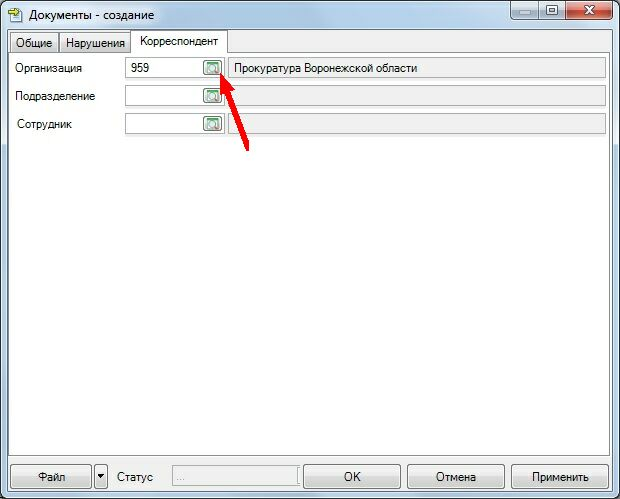 Документы - создание
Общие Нарушения Корреспондент
Организация 959 Прокуратура Воронежской области
Подразделение
Сотрудник
Файл Статус ... OK Отмена Применить